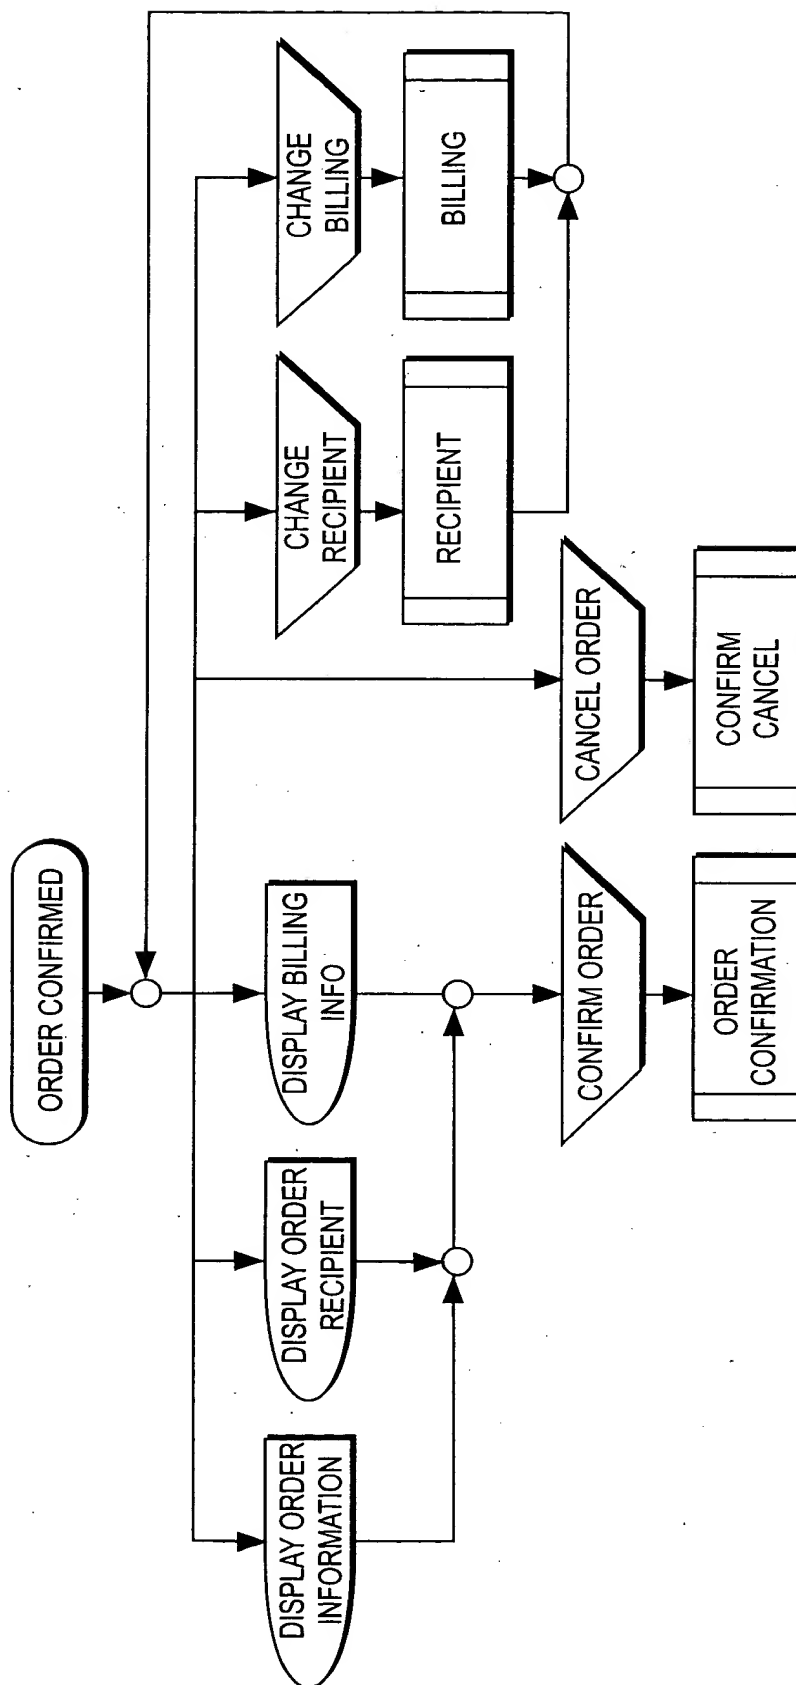 ORDER CONFIRMED
DISPLAY ORDER
INFORMATION
DISPLAY ORDER
RECIPIENT
DISPLAY BILLING
INFO
CHANGE
RECIPIENT
CHANGE
BILLING
RECIPIENT
BILLING
CONFIRM ORDER
CANCEL ORDER
ORDER
CONFIRMATION
CONFIRM
CANCEL